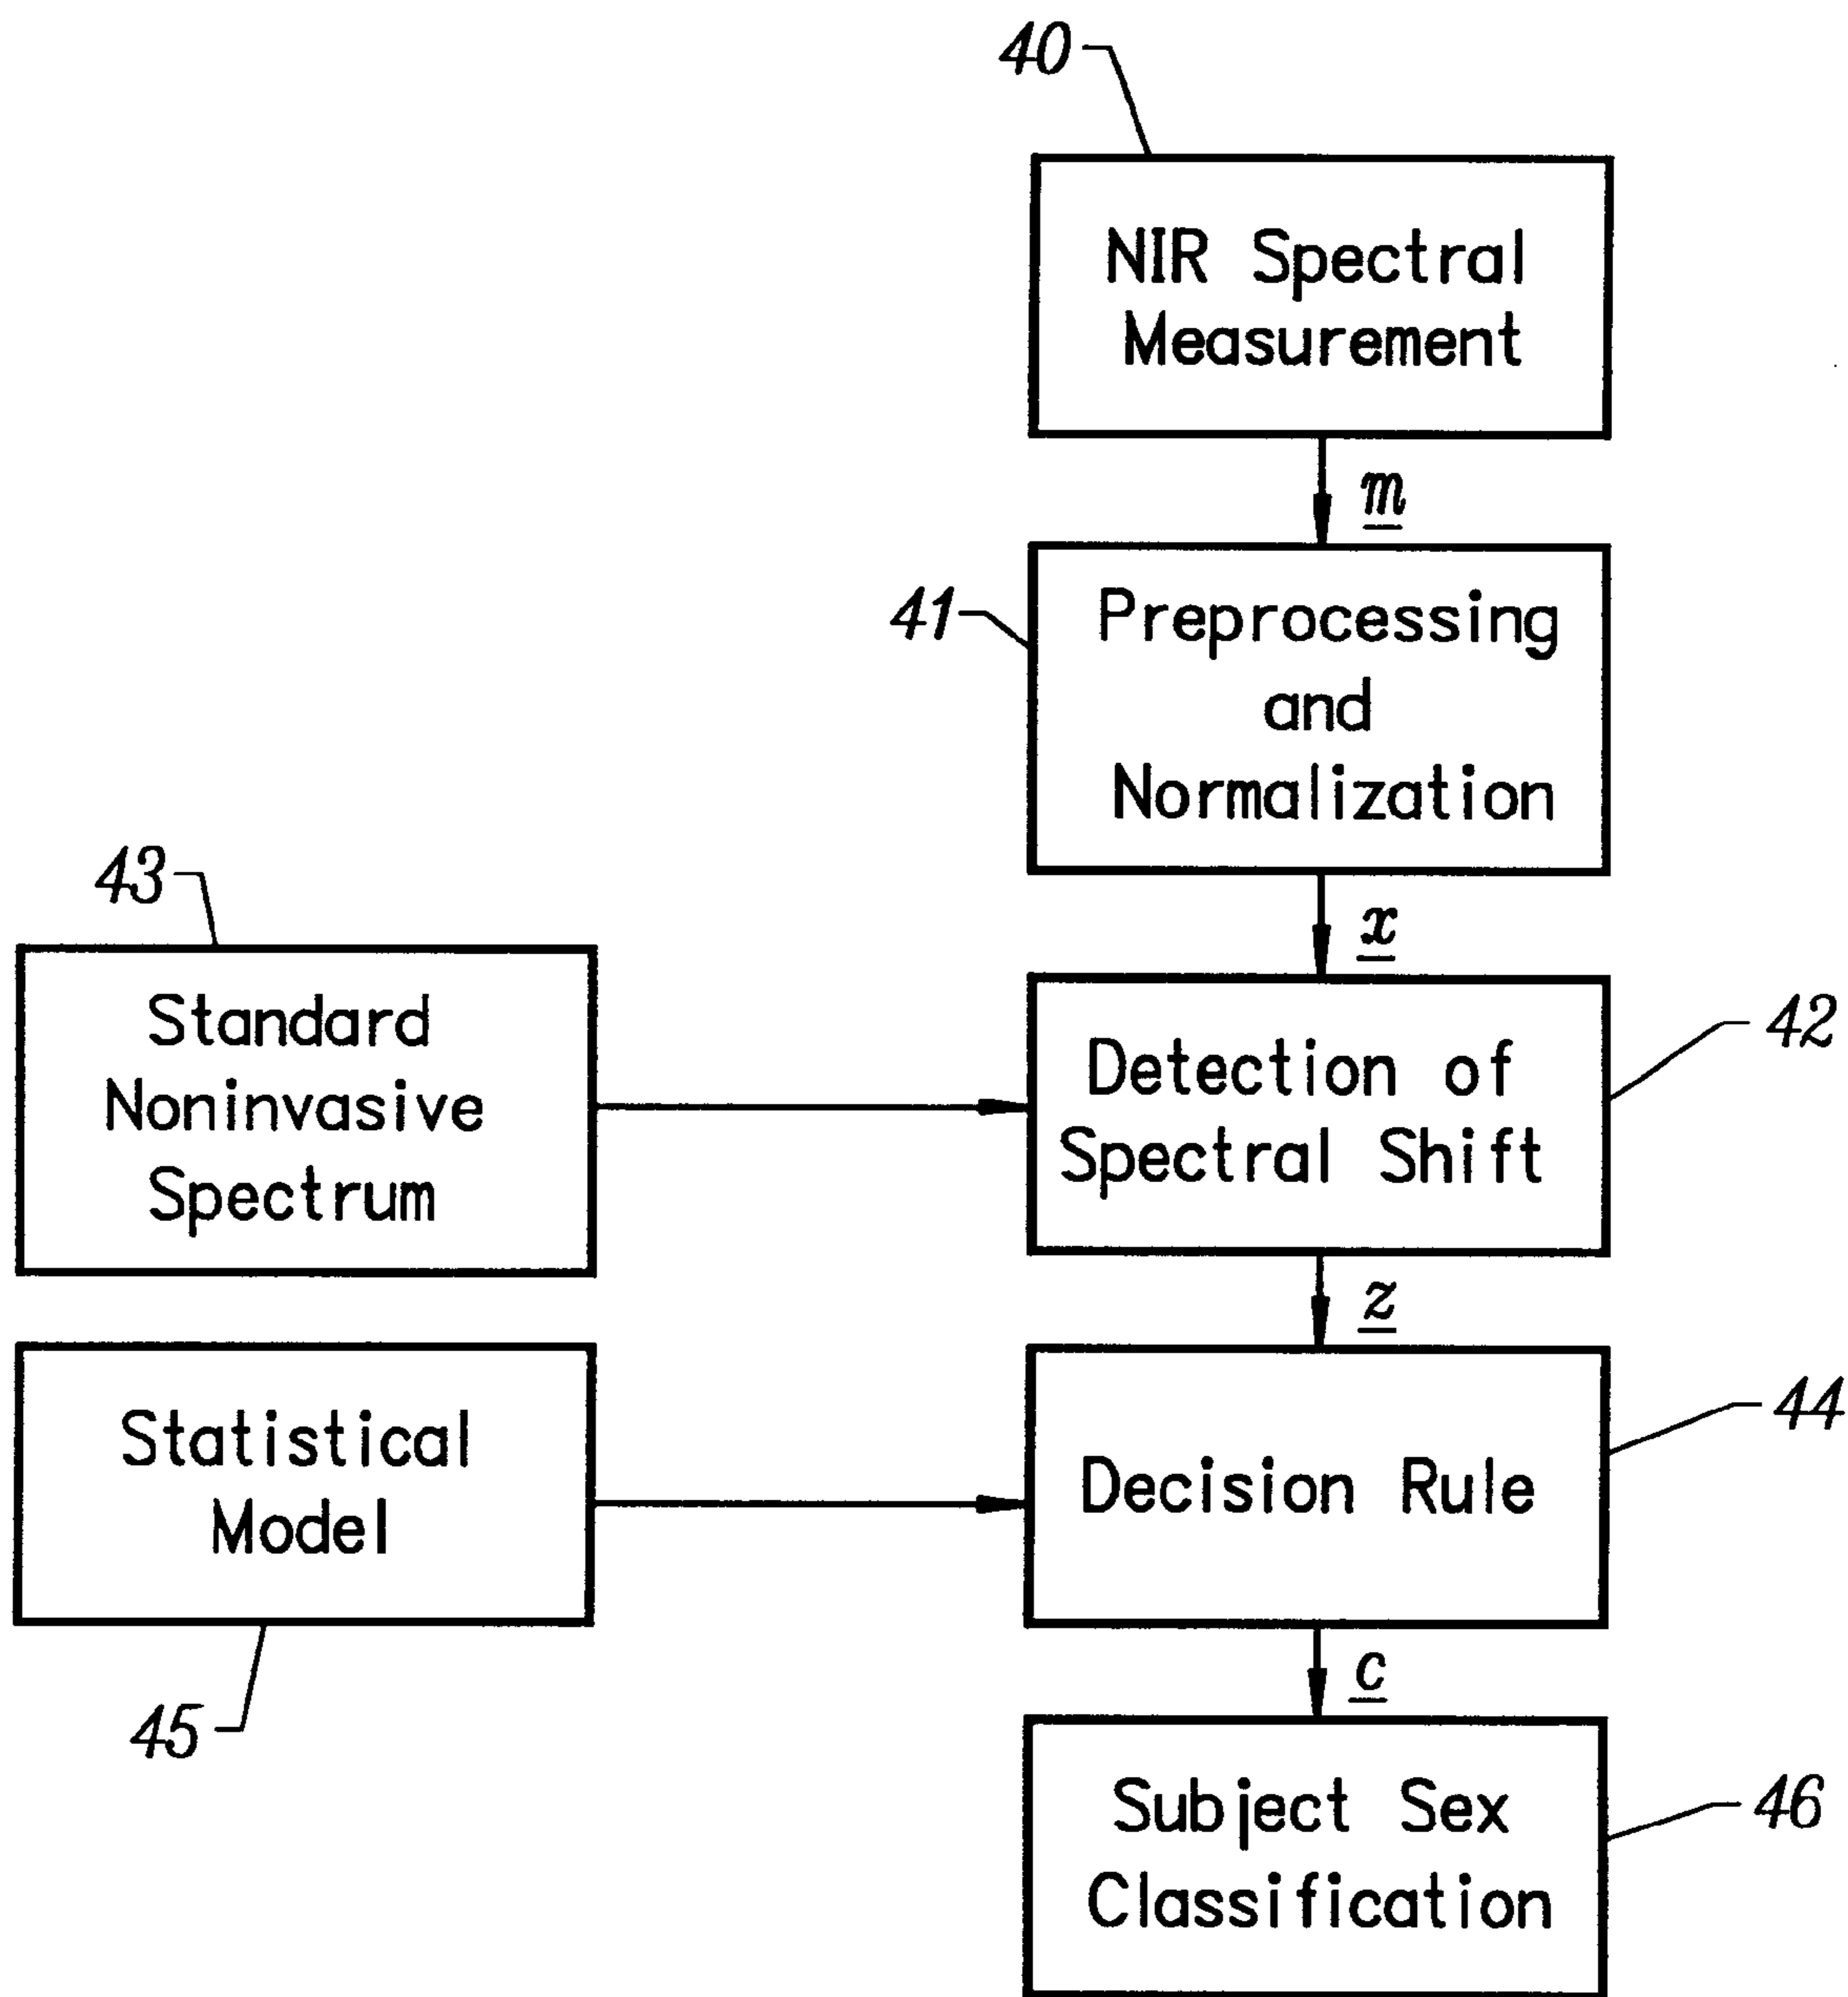 40
NIR Spectral
Measurement
m
41
Preprocessing
and
Normalization
x
43
Standard
Noninvasive
Spectrum
42
Detection of
Spectral Shift
z
45
Statistical
Model
44
Decision Rule
c
46
Subject Sex
Classification